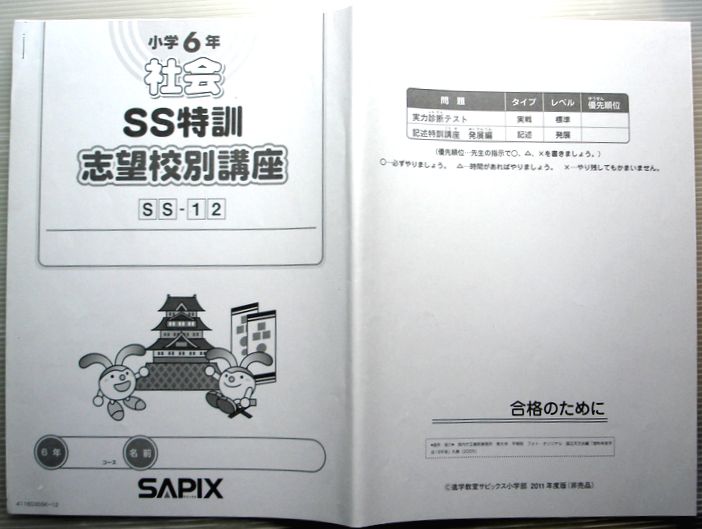 小学6年
社会
SS特訓
志望校別講座
SS-12
6年
コース
名前
SAPIX
問題 タイプ レベル 優先順位
実力診断テスト 実戦 標準
記述特訓講座 発展編 記述 発展
(優先順位…先生の指示で○、△、×を書きましょう。)
○…必ずやりましょう。 △…時間があればやりましょう。 ×…やり残してもかまいません。
合格のために
©進学教室サピックス小学部 2011年度版(非売品)